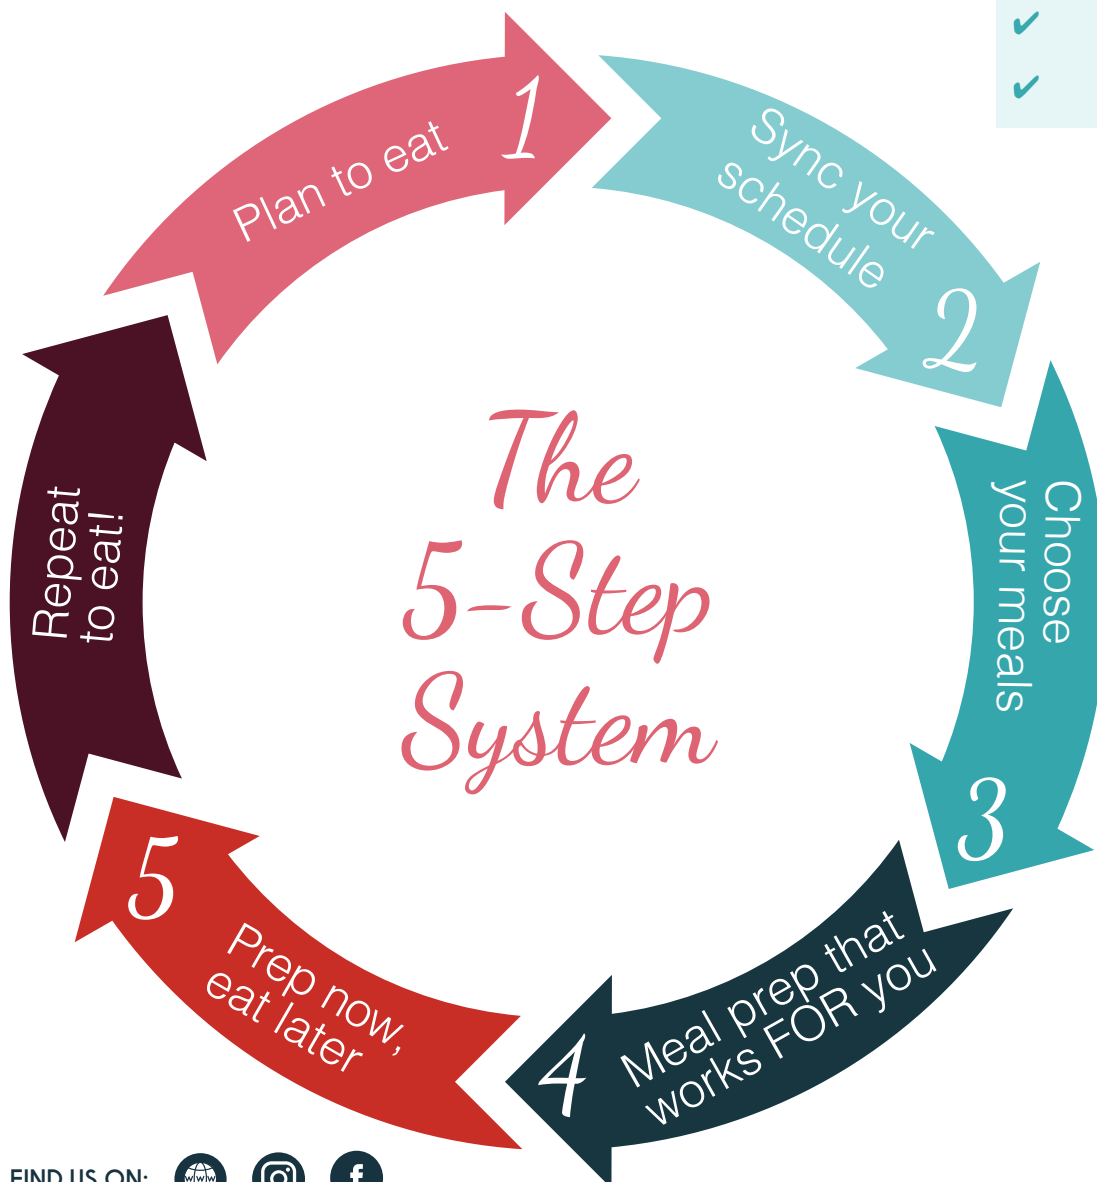 The
5-Step
System
1
Plan to eat
2
Sync your
schedule
3
Choose
your meals
4
Meal prep that
works FOR you
5
Prep now,
eat later
Repeat
to eat!
FIND US ON:
www